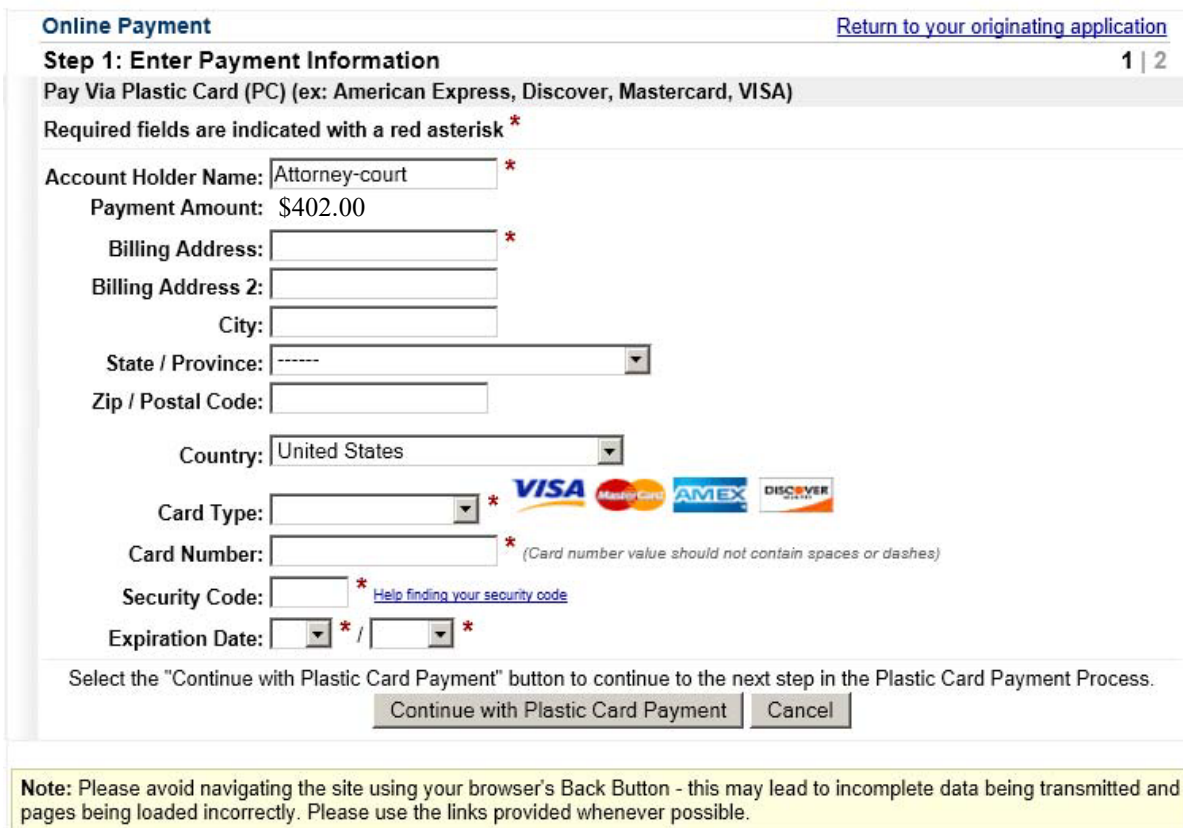 Online Payment Return to your originating application
Step 1: Enter Payment Information 1 | 2
Pay Via Plastic Card (PC) (ex: American Express, Discover, Mastercard, VISA)
Required fields are indicated with a red asterisk *
Account Holder Name: Attorney-court *
Payment Amount: $402.00
Billing Address: *
Billing Address 2:
City:
State / Province: ------
Zip / Postal Code:
Country: United States
Card Type: * VISA MasterCard AMEX DISCOVER
Card Number: * (Card number value should not contain spaces or dashes)
Security Code: * Help finding your security code
Expiration Date: * / *
Select the "Continue with Plastic Card Payment" button to continue to the next step in the Plastic Card Payment Process.
Continue with Plastic Card Payment Cancel
Note: Please avoid navigating the site using your browser's Back Button - this may lead to incomplete data being transmitted and
pages being loaded incorrectly. Please use the links provided whenever possible.